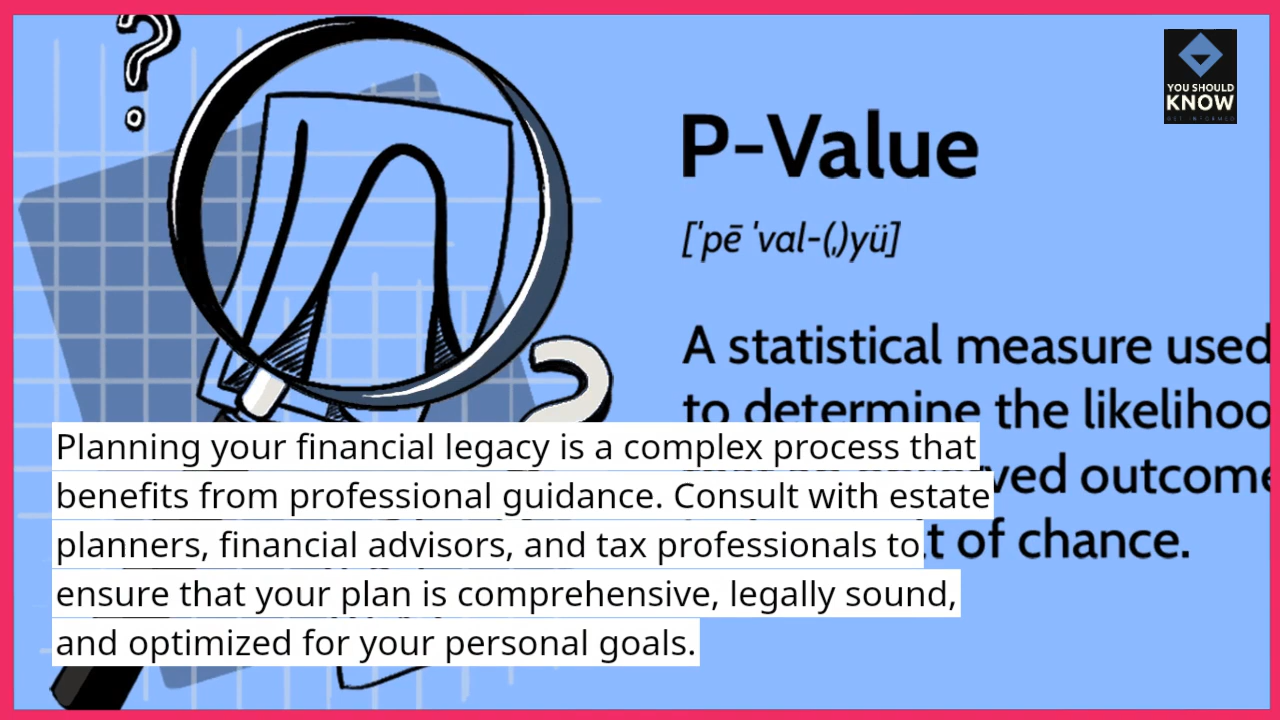 ?
YOU SHOULD
KNOW
GET INFORMED
P-Value
['pē 'val-(,)yü]
A statistical measure used
to determine the likelihoo
ved outcome
t of chance.
Planning your financial legacy is a complex process that
benefits from professional guidance. Consult with estate
planners, financial advisors, and tax professionals to
ensure that your plan is comprehensive, legally sound,
and optimized for your personal goals.